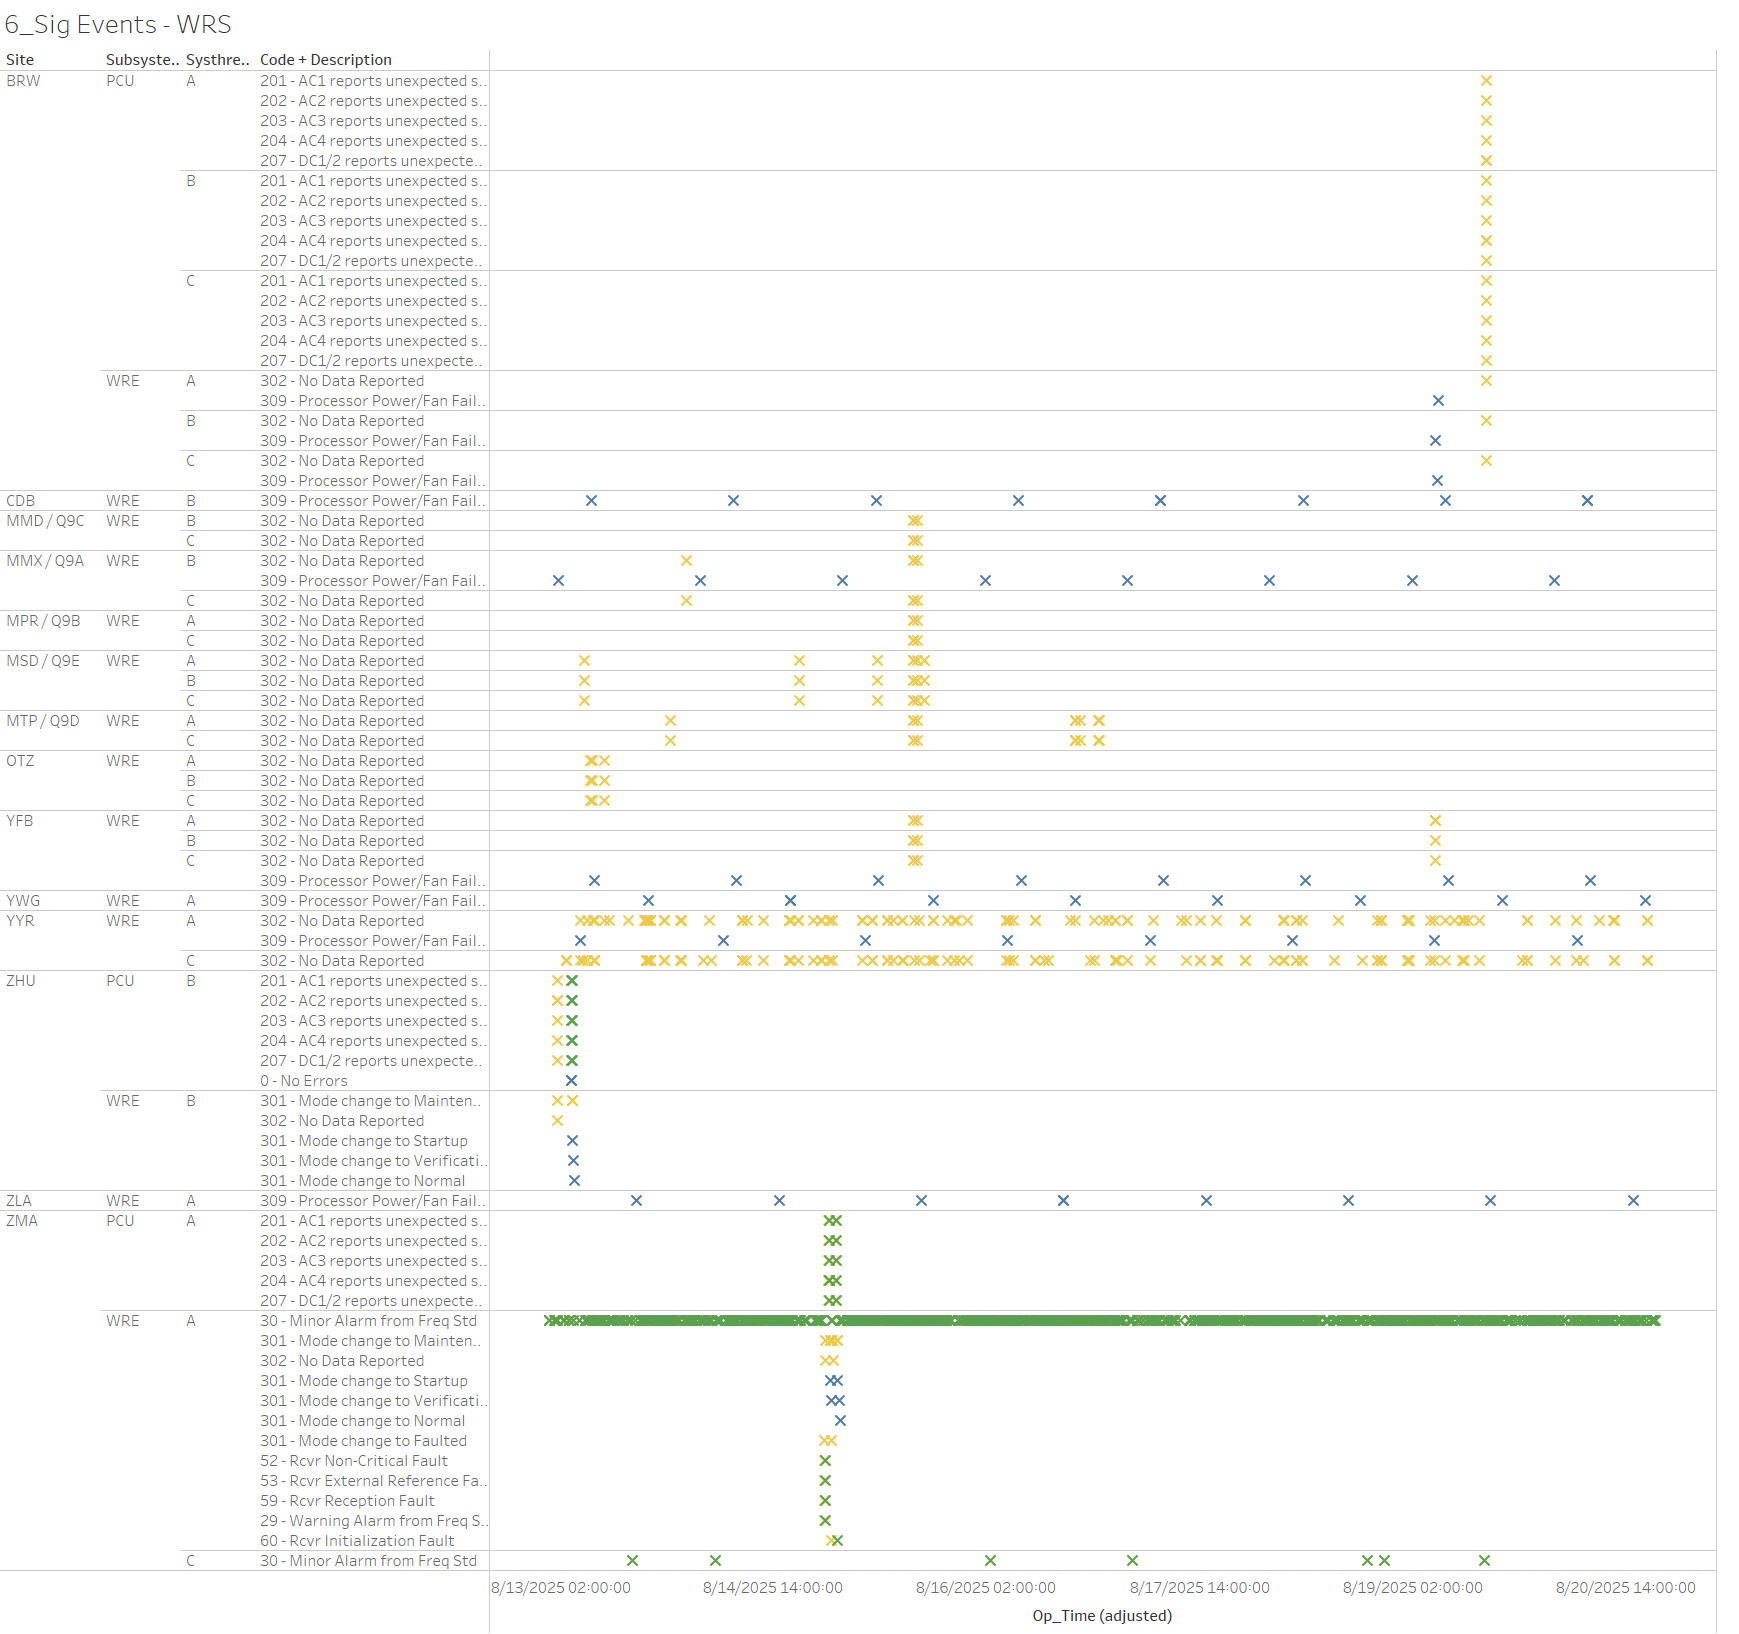 6_Sig Events - WRS
Site Subsyste.. Systhre.. Code + Description
BRW PCU A 201 - AC1 reports unexpected s..
202 - AC2 reports unexpected s..
203 - AC3 reports unexpected s..
204 - AC4 reports unexpected s..
207 - DC1/2 reports unexpecte..
B 201 - AC1 reports unexpected s..
202 - AC2 reports unexpected s..
203 - AC3 reports unexpected s..
204 - AC4 reports unexpected s..
207 - DC1/2 reports unexpecte..
C 201 - AC1 reports unexpected s..
202 - AC2 reports unexpected s..
203 - AC3 reports unexpected s..
204 - AC4 reports unexpected s..
207 - DC1/2 reports unexpecte..
WRE A 302 - No Data Reported
309 - Processor Power/Fan Fail..
B 302 - No Data Reported
309 - Processor Power/Fan Fail..
C 302 - No Data Reported
309 - Processor Power/Fan Fail..
CDB WRE B 309 - Processor Power/Fan Fail..
MMD / Q9C WRE B 302 - No Data Reported
C 302 - No Data Reported
MMX / Q9A WRE B 302 - No Data Reported
309 - Processor Power/Fan Fail..
C 302 - No Data Reported
MPR / Q9B WRE A 302 - No Data Reported
C 302 - No Data Reported
MSD / Q9E WRE A 302 - No Data Reported
B 302 - No Data Reported
C 302 - No Data Reported
MTP / Q9D WRE A 302 - No Data Reported
C 302 - No Data Reported
OTZ WRE A 302 - No Data Reported
B 302 - No Data Reported
C 302 - No Data Reported
YFB WRE A 302 - No Data Reported
B 302 - No Data Reported
C 302 - No Data Reported
309 - Processor Power/Fan Fail..
YWG WRE A 309 - Processor Power/Fan Fail..
YYR WRE A 302 - No Data Reported
309 - Processor Power/Fan Fail..
C 302 - No Data Reported
ZHU PCU B 201 - AC1 reports unexpected s..
202 - AC2 reports unexpected s..
203 - AC3 reports unexpected s..
204 - AC4 reports unexpected s..
207 - DC1/2 reports unexpecte..
0 - No Errors
WRE B 301 - Mode change to Mainten..
302 - No Data Reported
301 - Mode change to Startup
301 - Mode change to Verificati..
301 - Mode change to Normal
ZLA WRE A 309 - Processor Power/Fan Fail..
ZMA PCU A 201 - AC1 reports unexpected s..
202 - AC2 reports unexpected s..
203 - AC3 reports unexpected s..
204 - AC4 reports unexpected s..
207 - DC1/2 reports unexpecte..
WRE A 30 - Minor Alarm from Freq Std
301 - Mode change to Mainten..
302 - No Data Reported
301 - Mode change to Startup
301 - Mode change to Verificati..
301 - Mode change to Normal
301 - Mode change to Faulted
52 - Rcvr Non-Critical Fault
53 - Rcvr External Reference Fa..
59 - Rcvr Reception Fault
29 - Warning Alarm from Freq S..
60 - Rcvr Initialization Fault
C 30 - Minor Alarm from Freq Std
8/13/2025 02:00:00 8/14/2025 14:00:00 8/16/2025 02:00:00 8/17/2025 14:00:00 8/19/2025 02:00:00 8/20/2025 14:00:00
Op_Time (adjusted)